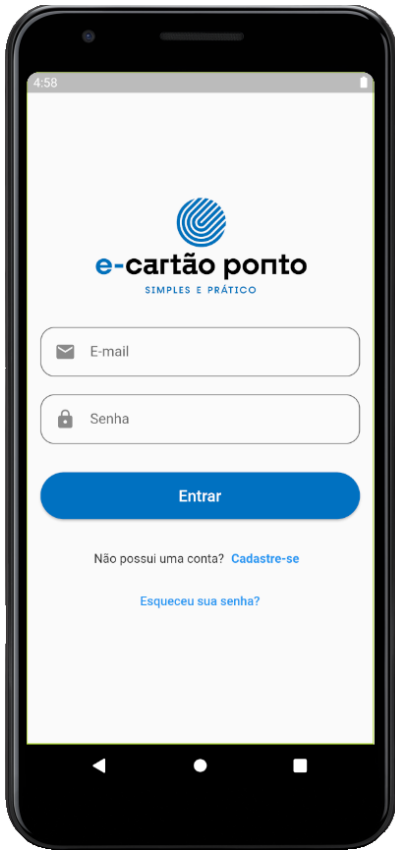 4:58
e-cartão ponto
SIMPLES E PRÁTICO
E-mail
Senha
Entrar
Não possui uma conta? Cadastre-se
Esqueceu sua senha?